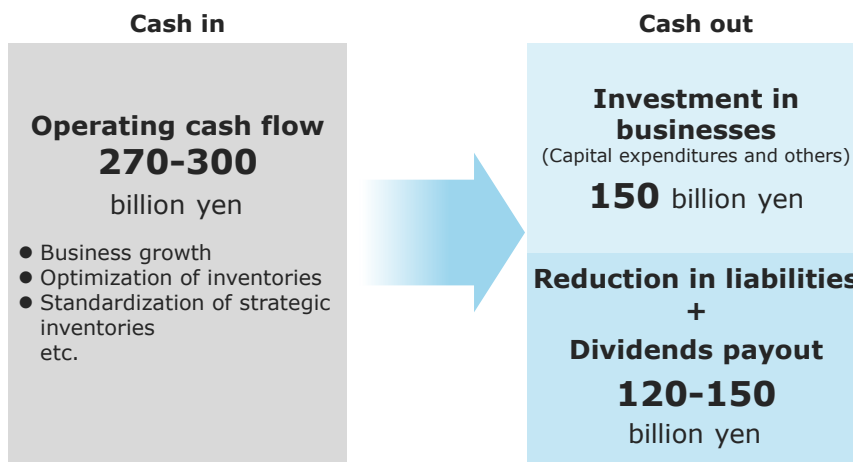 Cash in
Operating cash flow
270-300
billion yen
● Business growth
● Optimization of inventories
● Standardization of strategic
inventories
etc.
Cash out
Investment in
businesses
(Capital expenditures and others)
150 billion yen
Reduction in liabilities
+
Dividends payout
120-150
billion yen